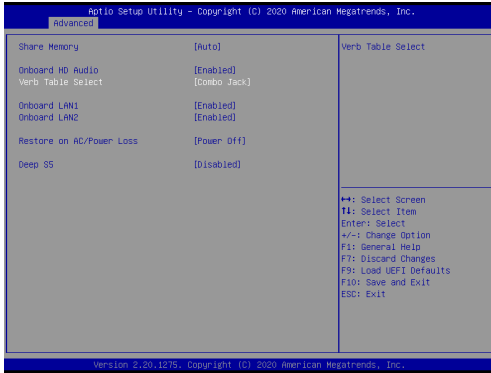 Aptio Setup Utility – Copyright (C) 2020 American Megatrends, Inc.
Advanced
Share Memory [Auto]
Onboard HD Audio [Enabled]
Verb Table Select [Combo Jack]
Onboard LAN1 [Enabled]
Onboard LAN2 [Enabled]
Restore on AC/Power Loss [Power Off]
Deep S5 [Disabled]
Verb Table Select
↔: Select Screen
↑↓: Select Item
Enter: Select
+/-: Change Option
F1: General Help
F7: Discard Changes
F9: Load UEFI Defaults
F10: Save and Exit
ESC: Exit
Version 2.20.1275. Copyright (C) 2020 American Megatrends, Inc.